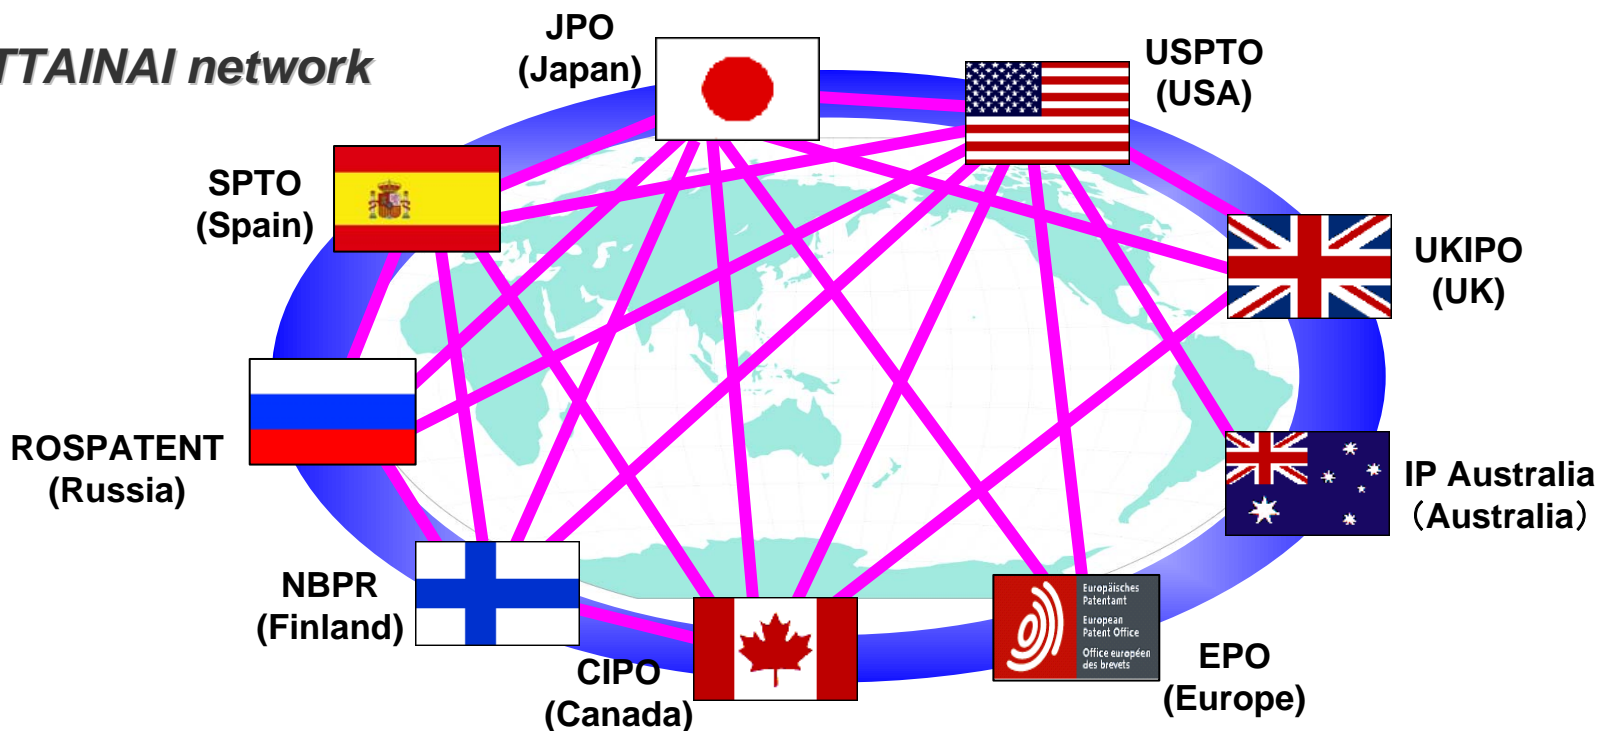 TTAINAI network
JPO
(Japan)
USPTO
(USA)
SPTO
(Spain)
UKIPO
(UK)
ROSPATENT
(Russia)
IP Australia
（Australia）
NBPR
(Finland)
CIPO
(Canada)
Europäisches
Patentamt
European
Patent Office
Office européen
des brevets
EPO
(Europe)